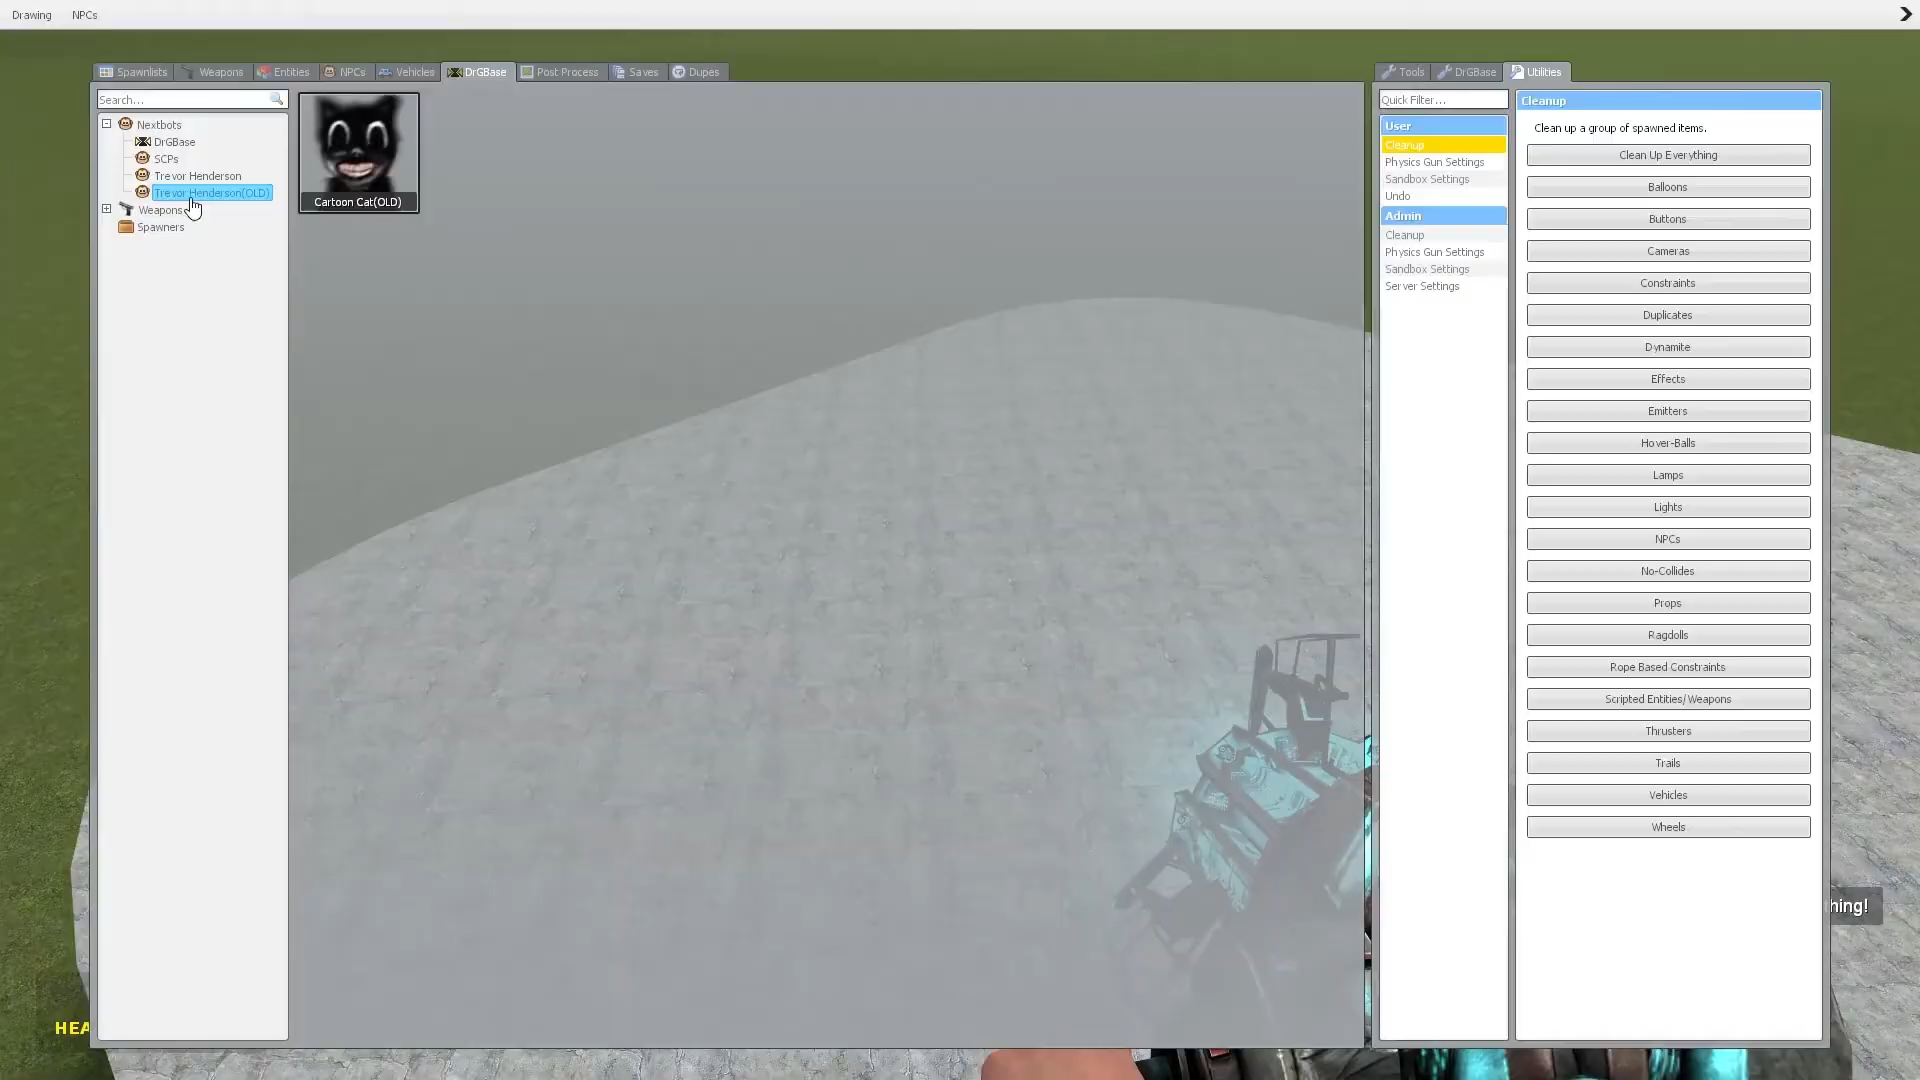 Drawing NPCs
Spawnlists Weapons Entities NPCs Vehicles DrGBase Post Process Saves Dupes
Tools DrGBase Utilities
Search...
Nextbots
DrGBase
SCPs
Trevor Henderson
Trevor Henderson(OLD)
Weapons
Spawners
Cartoon Cat(OLD)
Quick Filter...
User
Cleanup
Physics Gun Settings
Sandbox Settings
Undo
Admin
Cleanup
Physics Gun Settings
Sandbox Settings
Server Settings
Cleanup
Clean up a group of spawned items.
Clean Up Everything
Balloons
Buttons
Cameras
Constraints
Duplicates
Dynamite
Effects
Emitters
Hover-Balls
Lamps
Lights
NPCs
No-Collides
Props
Ragdolls
Rope Based Constraints
Scripted Entities/Weapons
Thrusters
Trails
Vehicles
Wheels
hing!
HEA